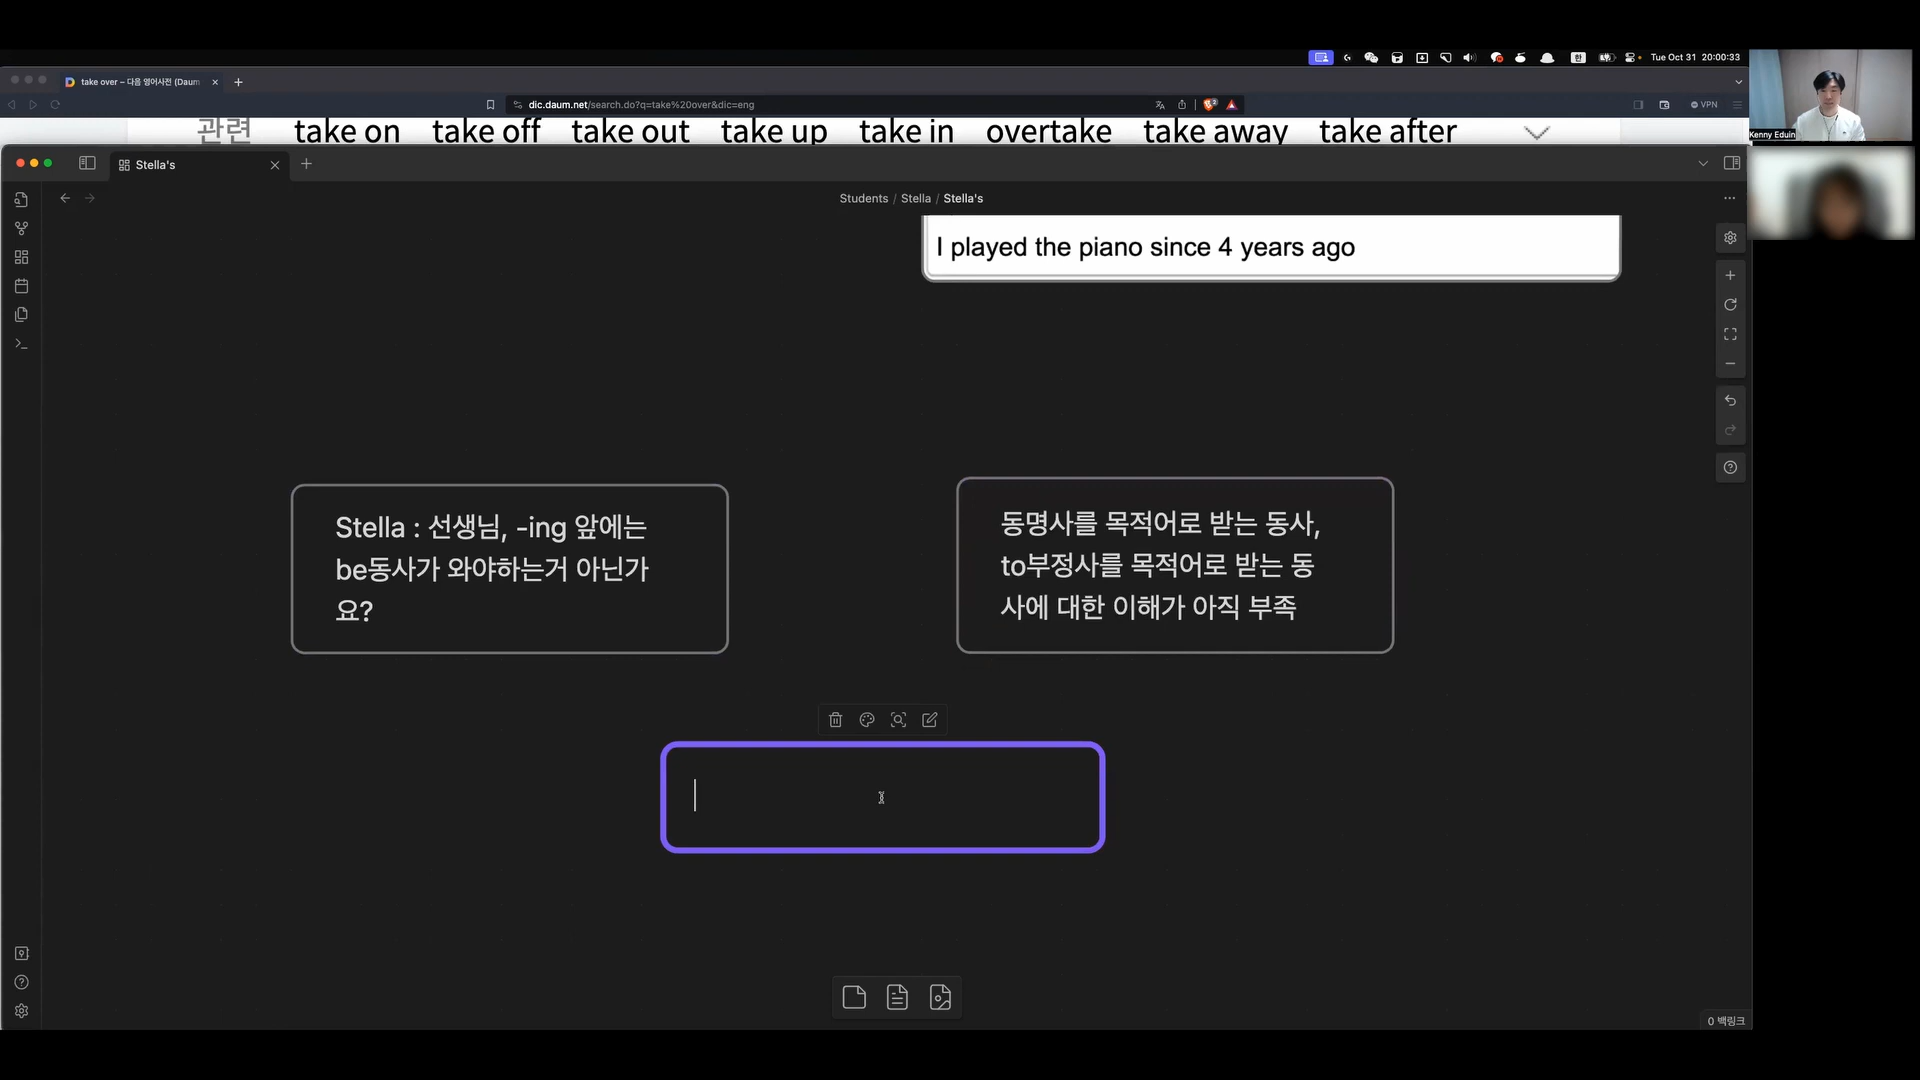 Tue Oct 31 20:00:33
take over – 다음 영어사전 (Daum
dic.daum.net/search.do?q=take%20over&dic=eng
VPN
Kenny Eduin
관련 take on take off take out take up take in overtake take away take after
Stella's
Students / Stella / Stella's
I played the piano since 4 years ago
Stella : 선생님, -ing 앞에는
be동사가 와야하는거 아닌가
요?
동명사를 목적어로 받는 동사,
to부정사를 목적어로 받는 동
사에 대한 이해가 아직 부족
0 백링크